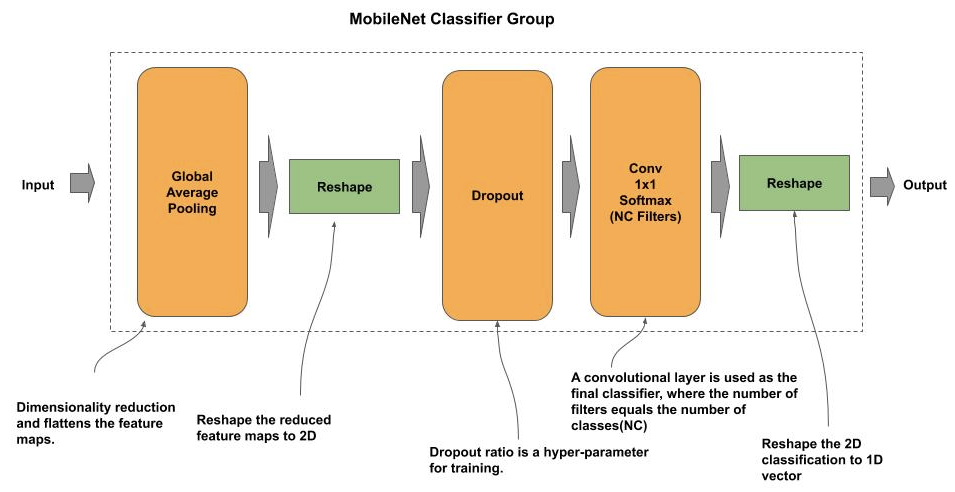 MobileNet Classifier Group
Input
Global
Average
Pooling
Reshape
Dropout
Conv
1x1
Softmax
(NC Filters)
Reshape
Output
Dimensionality reduction
and flattens the feature
maps.
Reshape the reduced
feature maps to 2D
Dropout ratio is a hyper-parameter
for training.
A convolutional layer is used as the
final classifier, where the number of
filters equals the number of
classes(NC)
Reshape the 2D
classification to 1D
vector